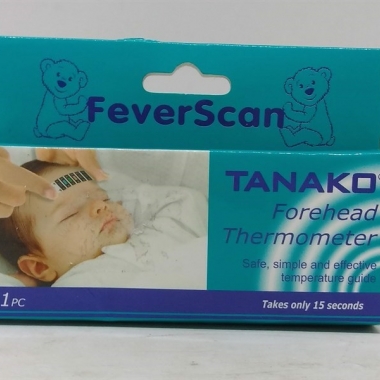 FeverScan
TANAKO®
Forehead
Thermometer
Safe, simple and effective
temperature guide
1 PC
Takes only 15 seconds